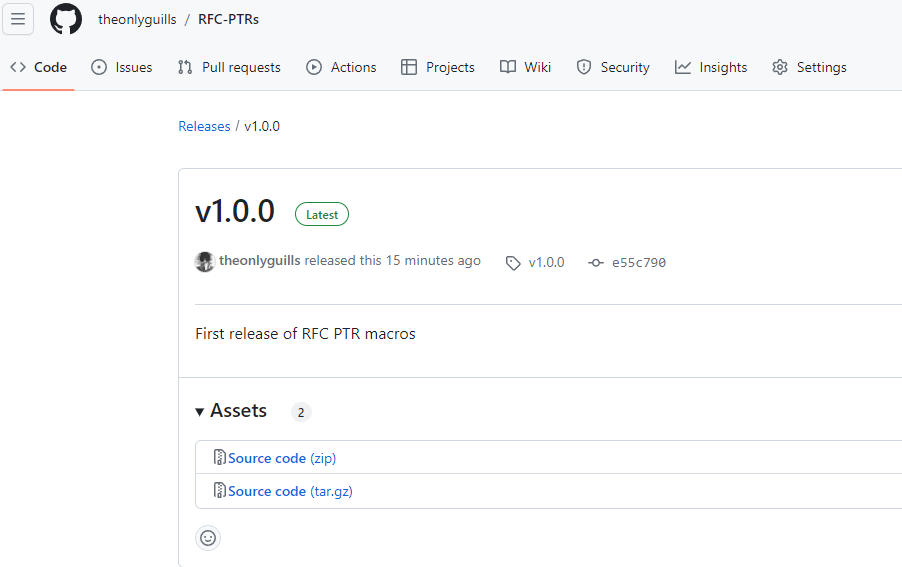 theonlyguills / RFC-PTRs
Code Issues Pull requests Actions Projects Wiki Security Insights Settings
Releases / v1.0.0
v1.0.0 Latest
theonlyguills released this 15 minutes ago v1.0.0 e55c790
First release of RFC PTR macros
Assets 2
Source code (zip)
Source code (tar.gz)